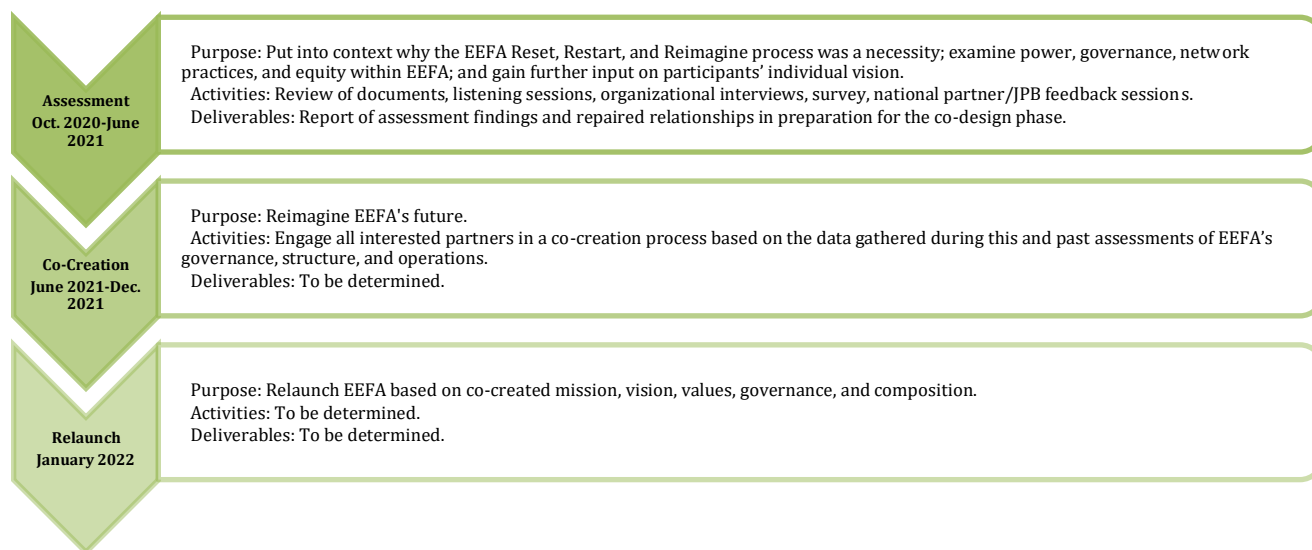 Assessment
Oct. 2020-June
2021
Purpose: Put into context why the EEFA Reset, Restart, and Reimagine process was a necessity; examine power, governance, network
practices, and equity within EEFA; and gain further input on participants’ individual vision.
Activities: Review of documents, listening sessions, organizational interviews, survey, national partner/JPB feedback sessions.
Deliverables: Report of assessment findings and repaired relationships in preparation for the co-design phase.
Co-Creation
June 2021-Dec.
2021
Purpose: Reimagine EEFA's future.
Activities: Engage all interested partners in a co-creation process based on the data gathered during this and past assessments of EEFA’s
governance, structure, and operations.
Deliverables: To be determined.
Relaunch
January 2022
Purpose: Relaunch EEFA based on co-created mission, vision, values, governance, and composition.
Activities: To be determined.
Deliverables: To be determined.